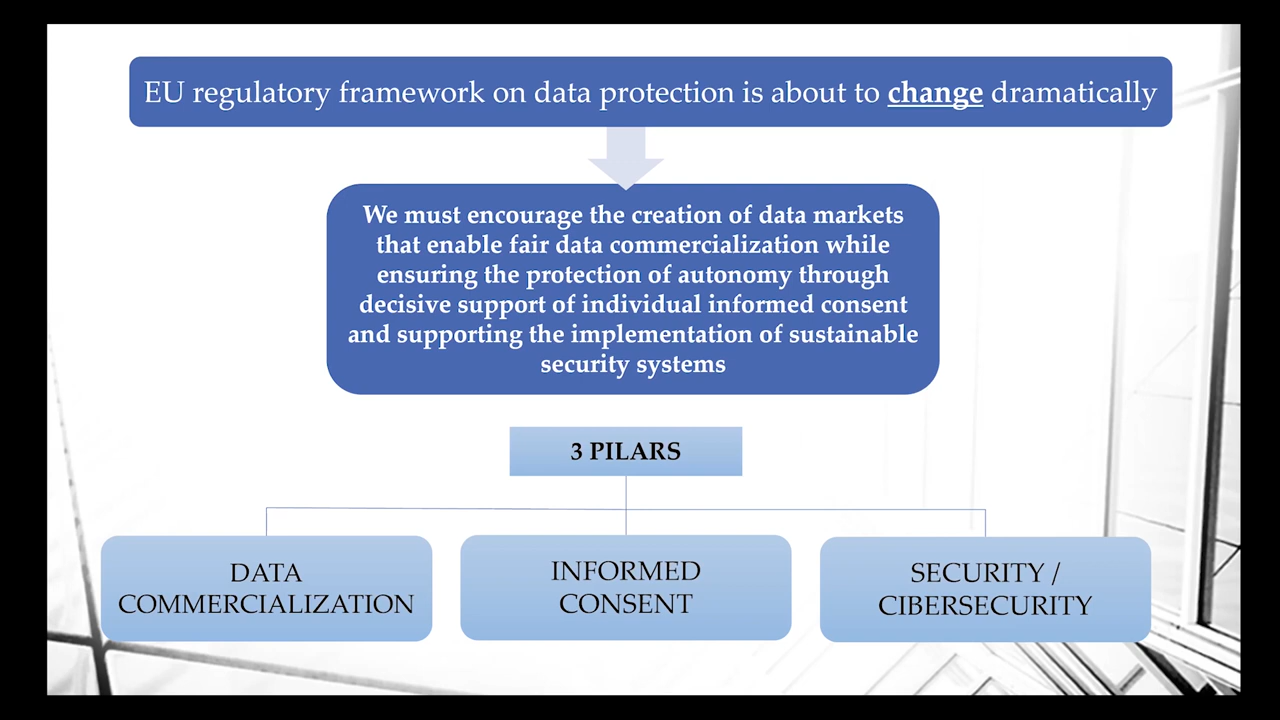 EU regulatory framework on data protection is about to change dramatically
We must encourage the creation of data markets
that enable fair data commercialization while
ensuring the protection of autonomy through
decisive support of individual informed consent
and supporting the implementation of sustainable
security systems
3 PILARS
DATA
COMMERCIALIZATION
INFORMED
CONSENT
SECURITY /
CIBERSECURITY